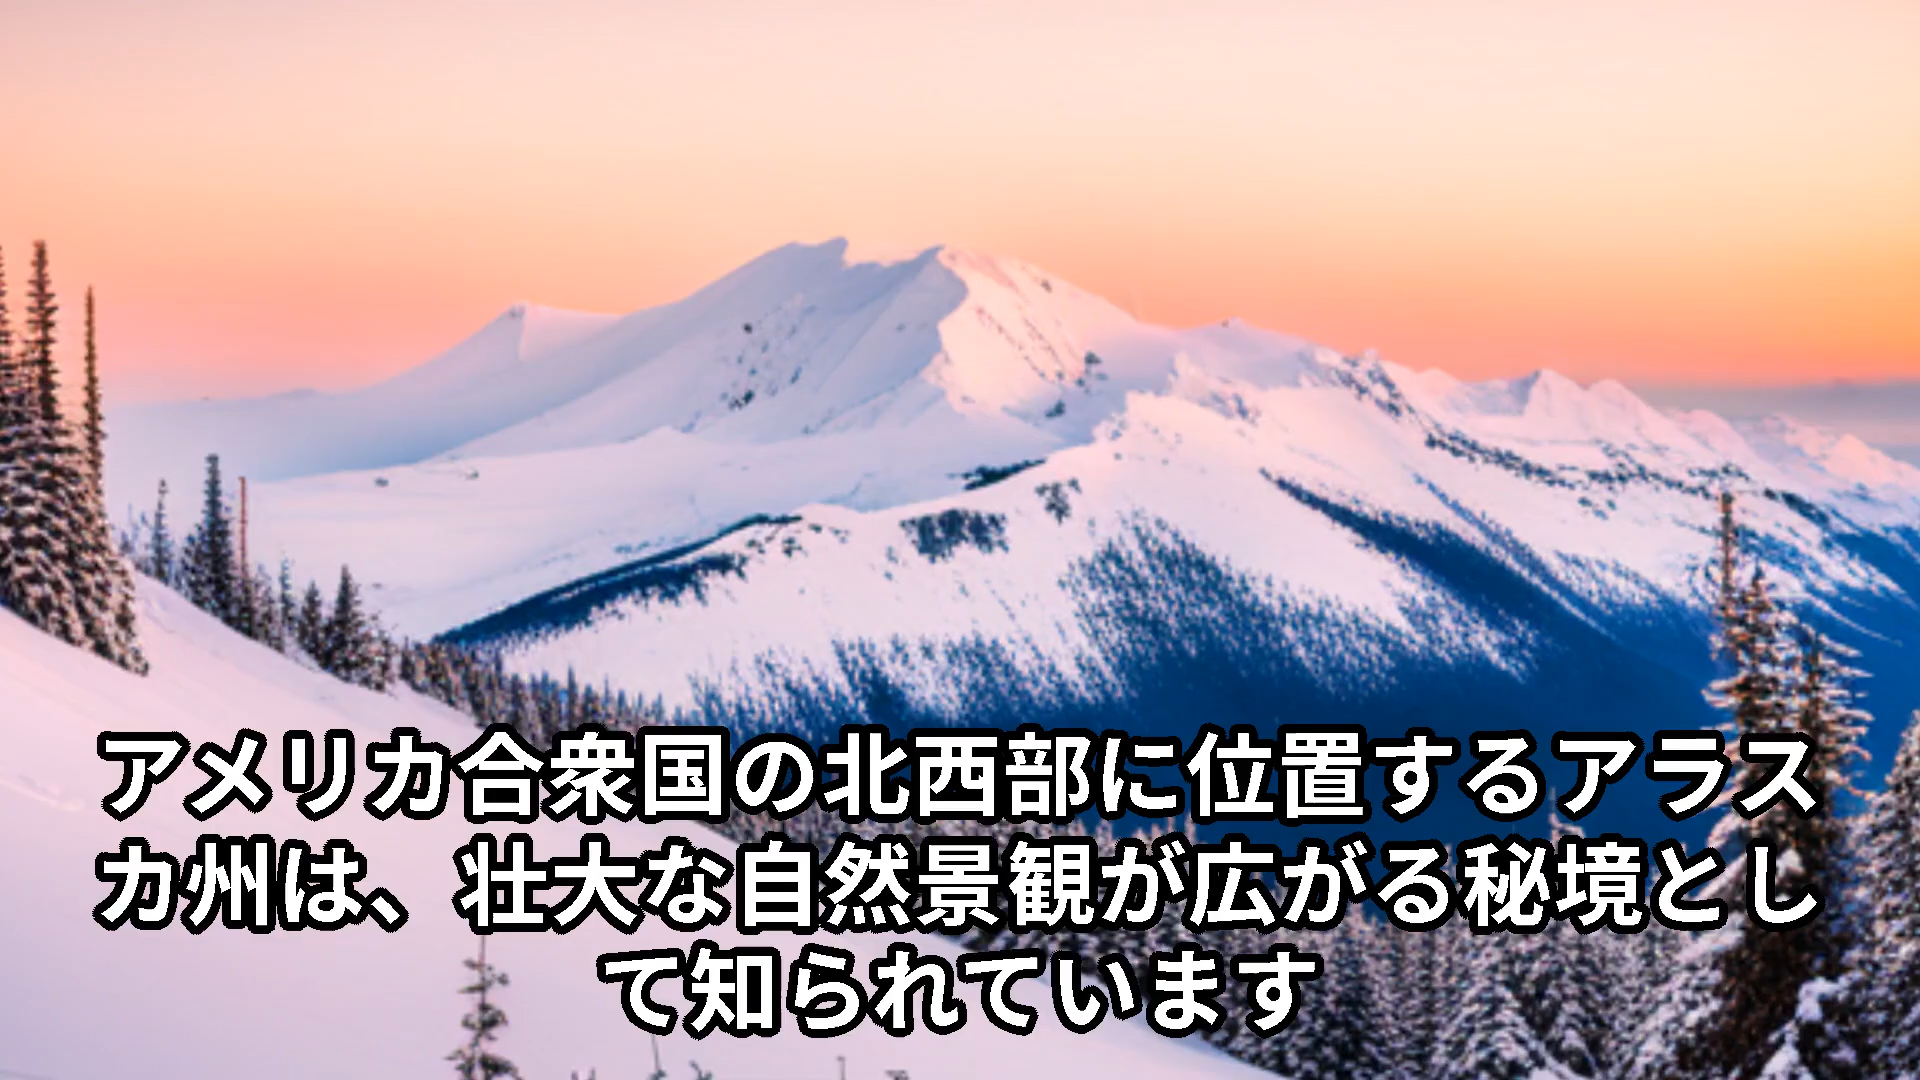 アメリカ合衆国の北西部に位置するアラス
カ州は、壮大な自然景観が広がる秘境とし
て知られています